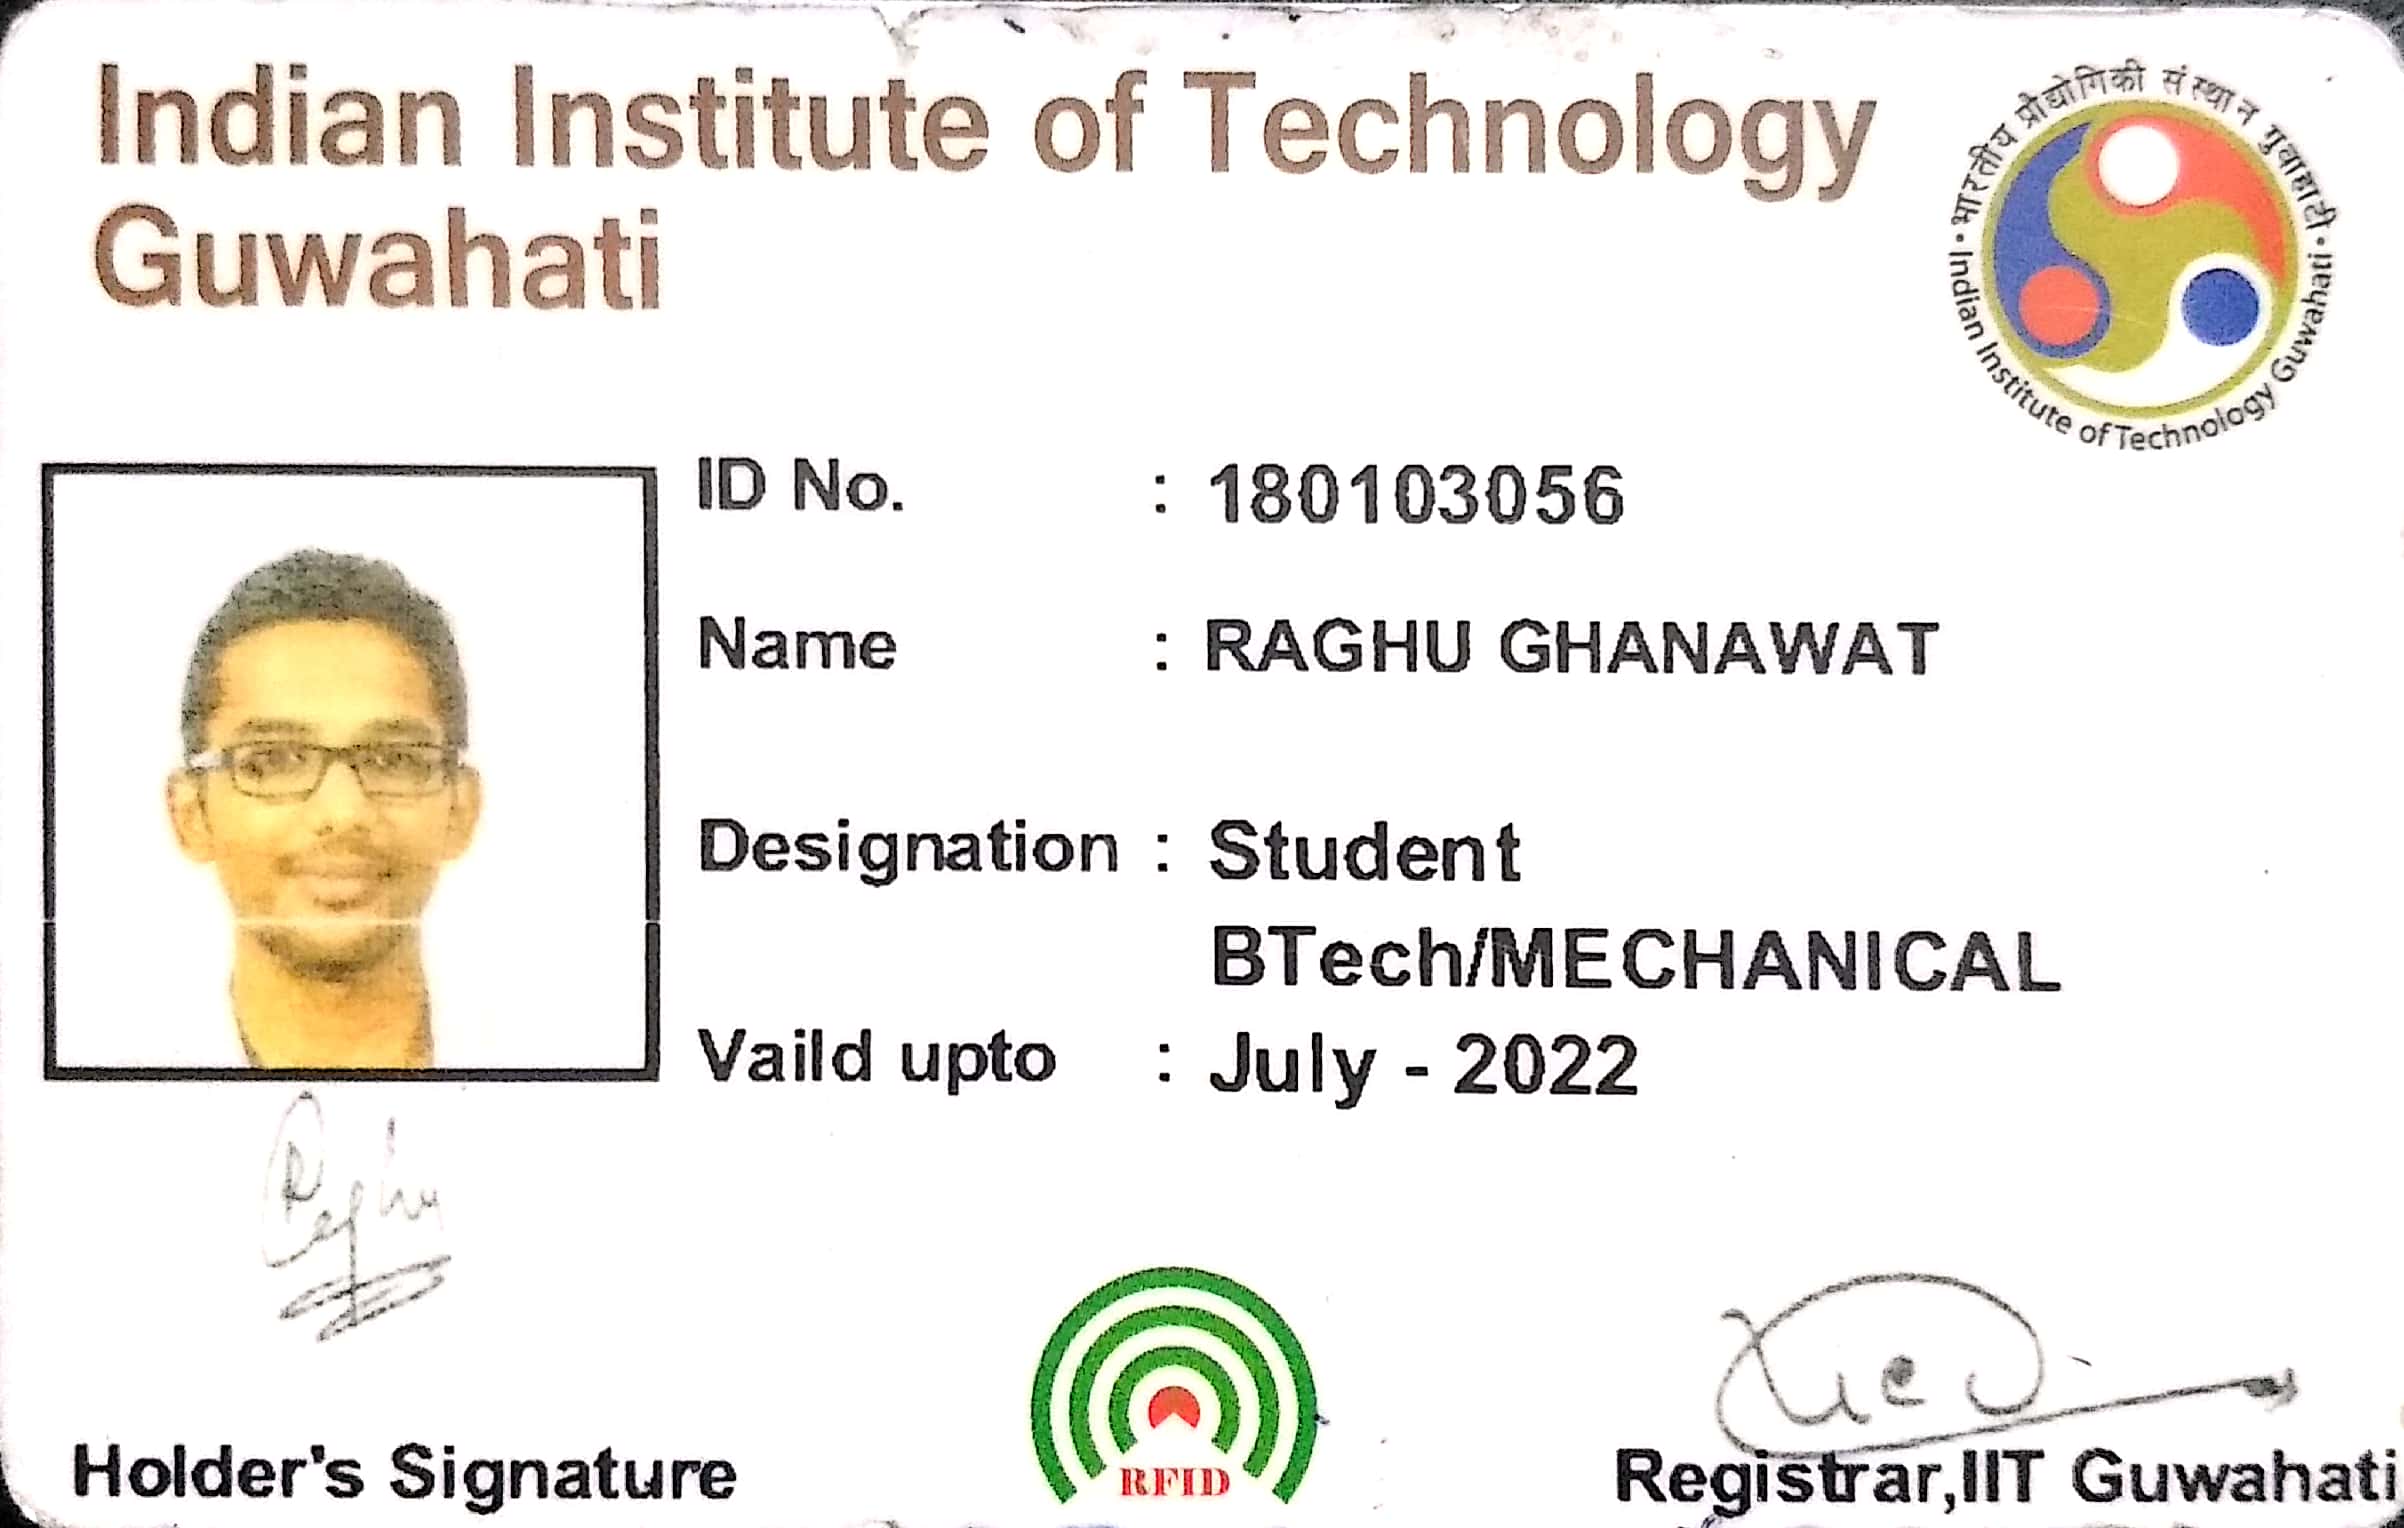 Indian Institute of Technology
Guwahati
भारतीय प्रौद्योगिकी संस्थान गुवाहाटी
Indian Institute of Technology Guwahati
ID No. : 180103056
Name : RAGHU GHANAWAT
Designation : Student
BTech/MECHANICAL
Vaild upto : July - 2022
Raghu
Holder's Signature
RFID
Registrar,IIT Guwahati